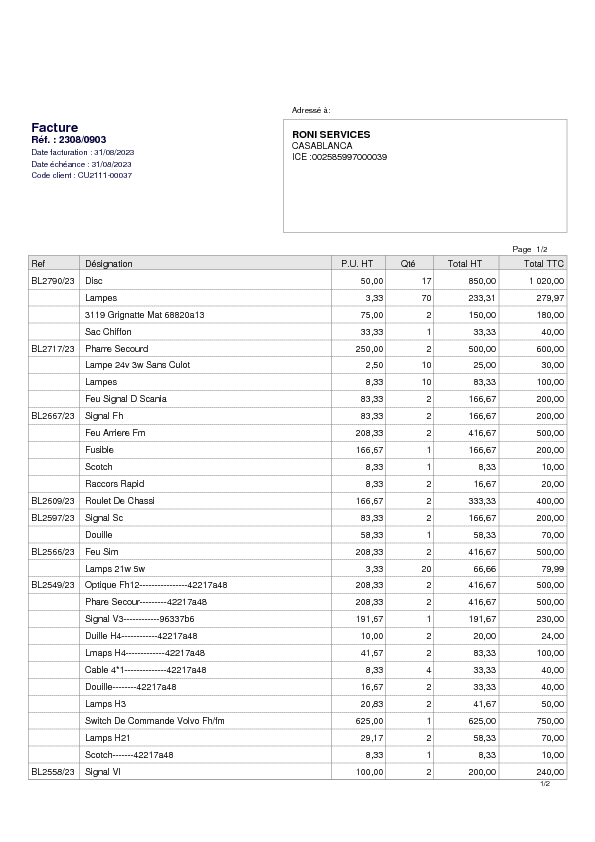 Adressé à:
Facture
Réf. : 2308/0903
Date facturation : 31/08/2023
Date échéance : 31/08/2023
Code client : CU2111-00037
RONI SERVICES
CASABLANCA
ICE :002585997000039
Page 1/2
Ref Désignation P.U. HT Qté Total HT Total TTC
BL2790/23 Disc 50,00 17 850,00 1 020,00
Lampes 3,33 70 233,31 279,97
3119 Grignatte Mat 68820a13 75,00 2 150,00 180,00
Sac Chiffon 33,33 1 33,33 40,00
BL2717/23 Pharre Secourd 250,00 2 500,00 600,00
Lampe 24v 3w Sans Culot 2,50 10 25,00 30,00
Lampes 8,33 10 83,33 100,00
Feu Signal D Scania 83,33 2 166,67 200,00
BL2667/23 Signal Fh 83,33 2 166,67 200,00
Feu Arriere Fm 208,33 2 416,67 500,00
Fusible 166,67 1 166,67 200,00
Scotch 8,33 1 8,33 10,00
Raccors Rapid 8,33 2 16,67 20,00
BL2609/23 Roulet De Chassi 166,67 2 333,33 400,00
BL2597/23 Signal Sc 83,33 2 166,67 200,00
Douille 58,33 1 58,33 70,00
BL2566/23 Feu Sim 208,33 2 416,67 500,00
Lamps 21w 5w 3,33 20 66,66 79,99
BL2549/23 Optique Fh12----------------42217a48 208,33 2 416,67 500,00
Phare Secour---------42217a48 208,33 2 416,67 500,00
Signal V3------------96337b6 191,67 1 191,67 230,00
Duille H4------------42217a48 10,00 2 20,00 24,00
Lmaps H4-------------42217a48 41,67 2 83,33 100,00
Cable 4*1--------------42217a48 8,33 4 33,33 40,00
Douille--------42217a48 16,67 2 33,33 40,00
Lamps H3 20,83 2 41,67 50,00
Switch De Commande Volvo Fh/fm 625,00 1 625,00 750,00
Lamps H21 29,17 2 58,33 70,00
Scotch-------42217a48 8,33 1 8,33 10,00
BL2558/23 Signal Vl 100,00 2 200,00 240,00
1/2